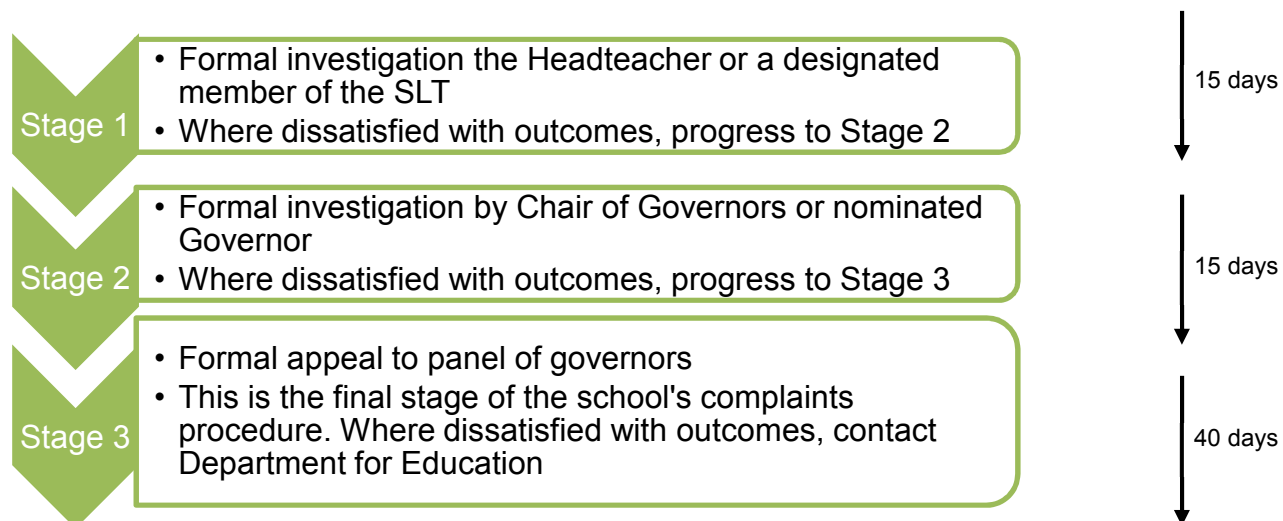 Stage 1
• Formal investigation the Headteacher or a designated
member of the SLT
• Where dissatisfied with outcomes, progress to Stage 2
15 days
Stage 2
• Formal investigation by Chair of Governors or nominated
Governor
• Where dissatisfied with outcomes, progress to Stage 3
15 days
Stage 3
• Formal appeal to panel of governors
• This is the final stage of the school's complaints
procedure. Where dissatisfied with outcomes, contact
Department for Education
40 days